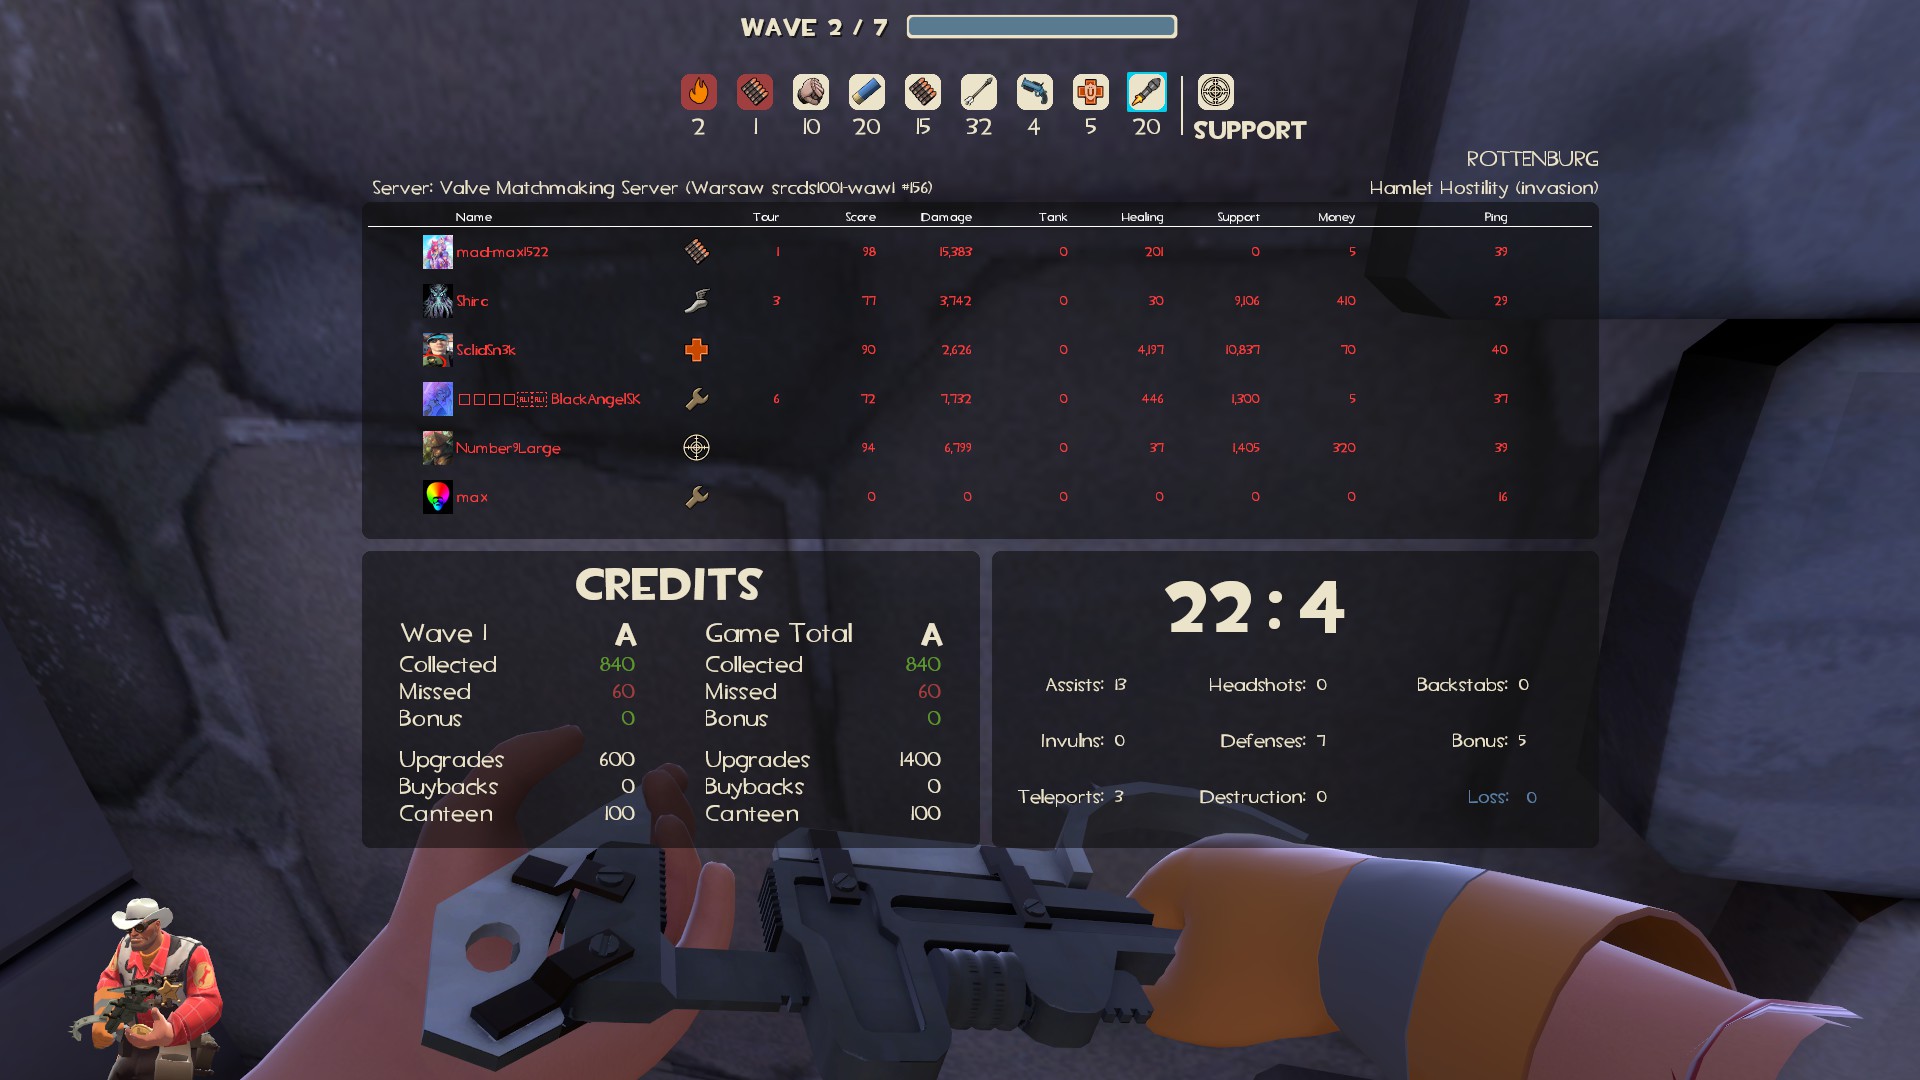 WAVE 2 / 7
2 1 10 20 15 32 4 5 20 SUPPORT
ROTTENBURG
Server: Valve Matchmaking Server (Warsaw srcds1001-waw1 #156) Hamlet Hostility (invasion)
Name Tour Score Damage Tank Healing Support Money Ping
mad-max1522 1 98 15,383 0 201 0 5 39
Shirc 3 77 3,742 0 30 9,106 410 29
SolidSn3k 90 2,626 0 4,197 10,837 70 40
BlackAngelSK 6 72 7,732 0 446 1,300 5 37
Number9Large 94 6,799 0 37 1,405 320 39
max 0 0 0 0 0 0 16
CREDITS
Wave 1 A Game Total A
Collected 840 Collected 840
Missed 60 Missed 60
Bonus 0 Bonus 0
Upgrades 600 Upgrades 1400
Buybacks 0 Buybacks 0
Canteen 100 Canteen 100
22:4
Assists: 13 Headshots: 0 Backstabs: 0
Invulns: 0 Defenses: 7 Bonus: 5
Teleports: 3 Destruction: 0 Loss: 0